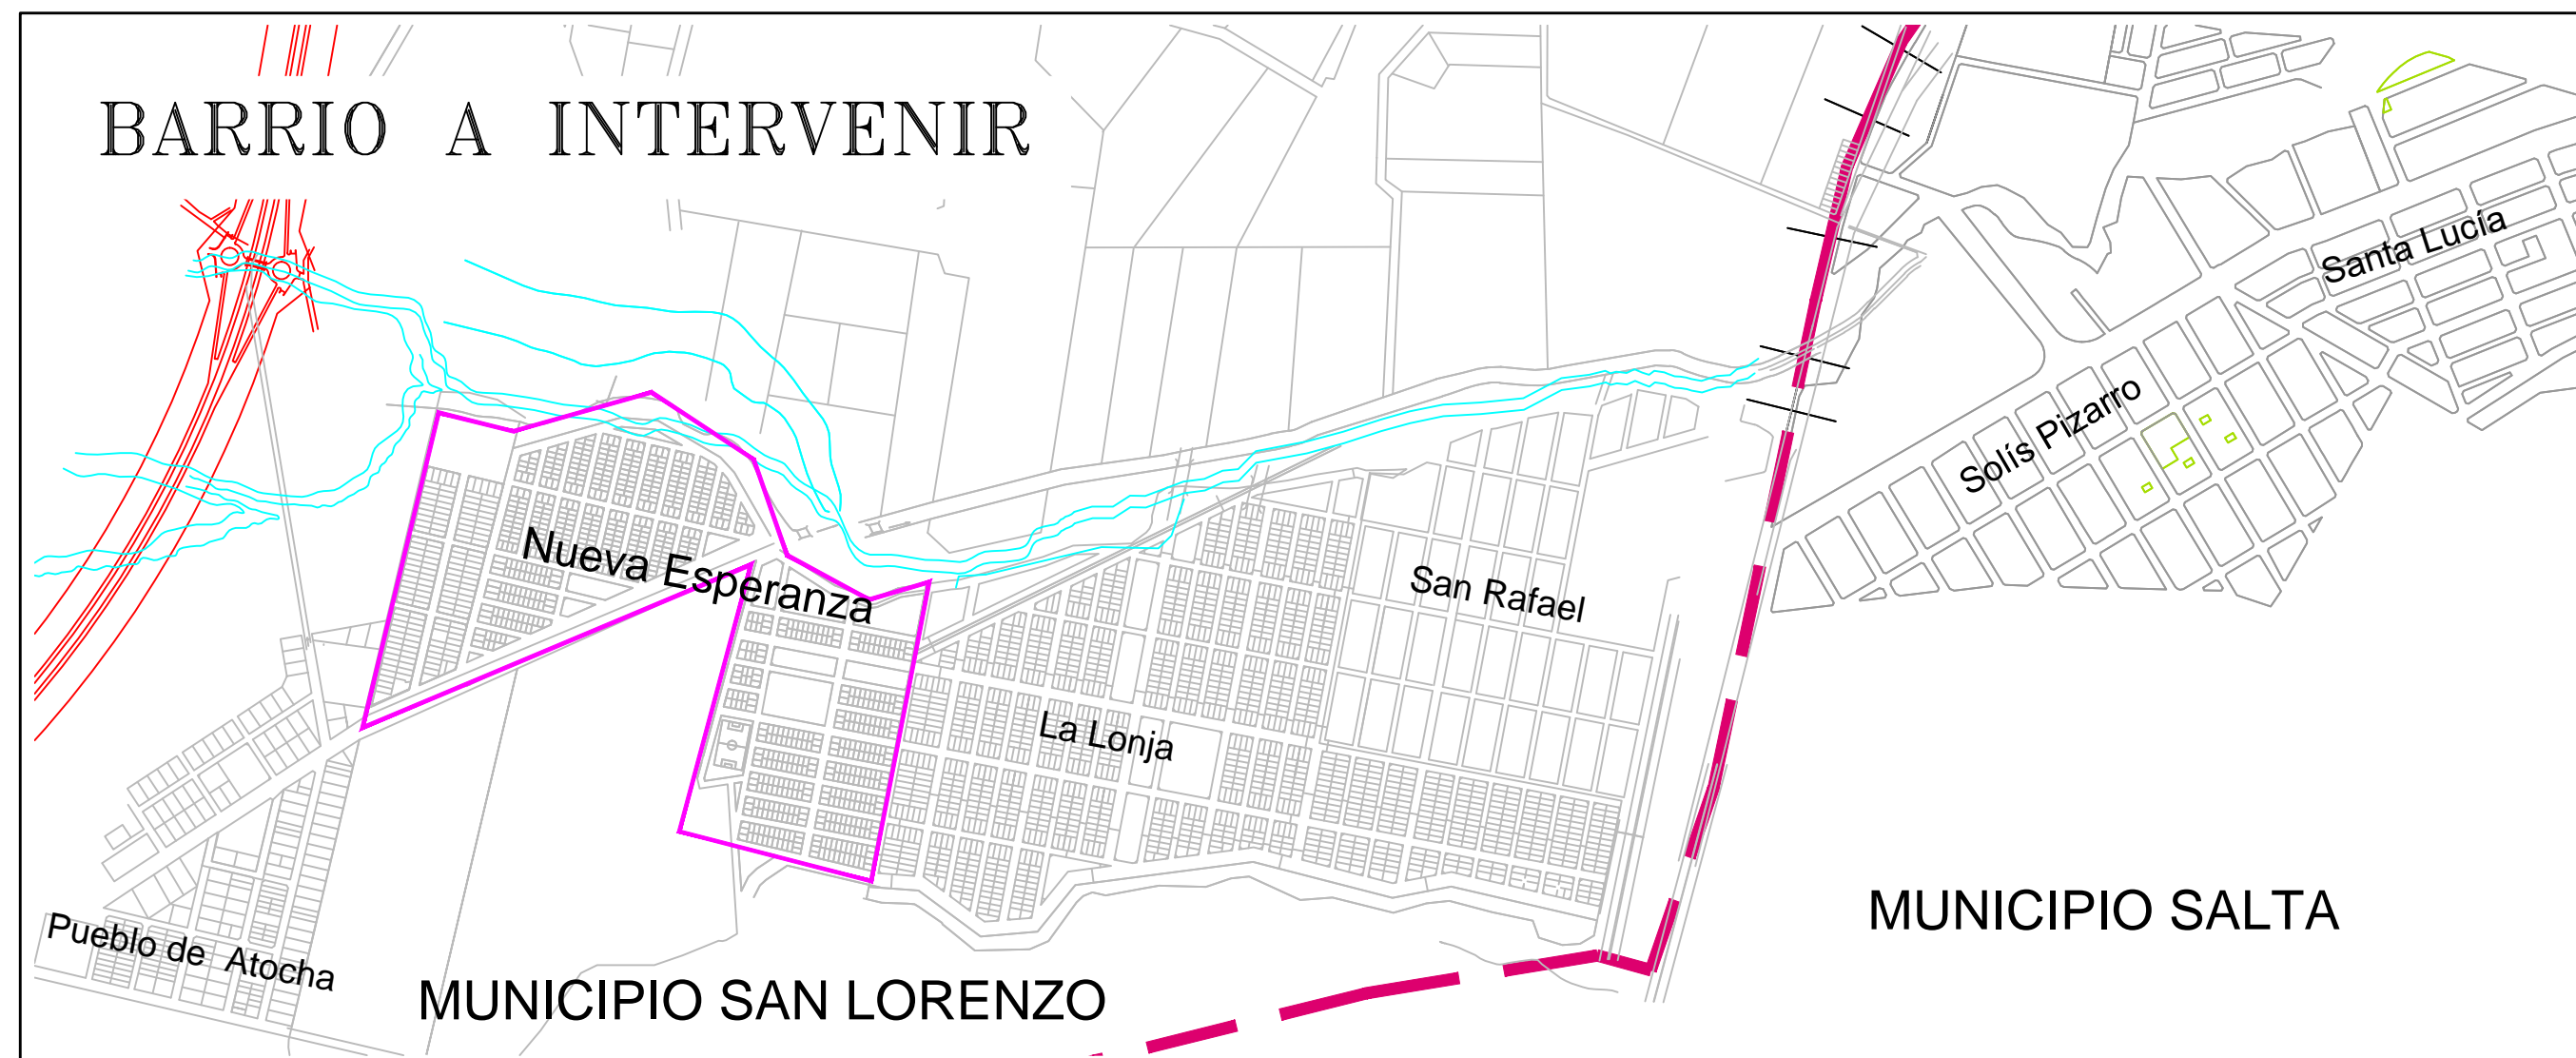 BARRIO A INTERVENIR
Santa Lucía
Solís Pizarro
Nueva Esperanza
San Rafael
La Lonja
MUNICIPIO SALTA
Pueblo de Atocha
MUNICIPIO SAN LORENZO